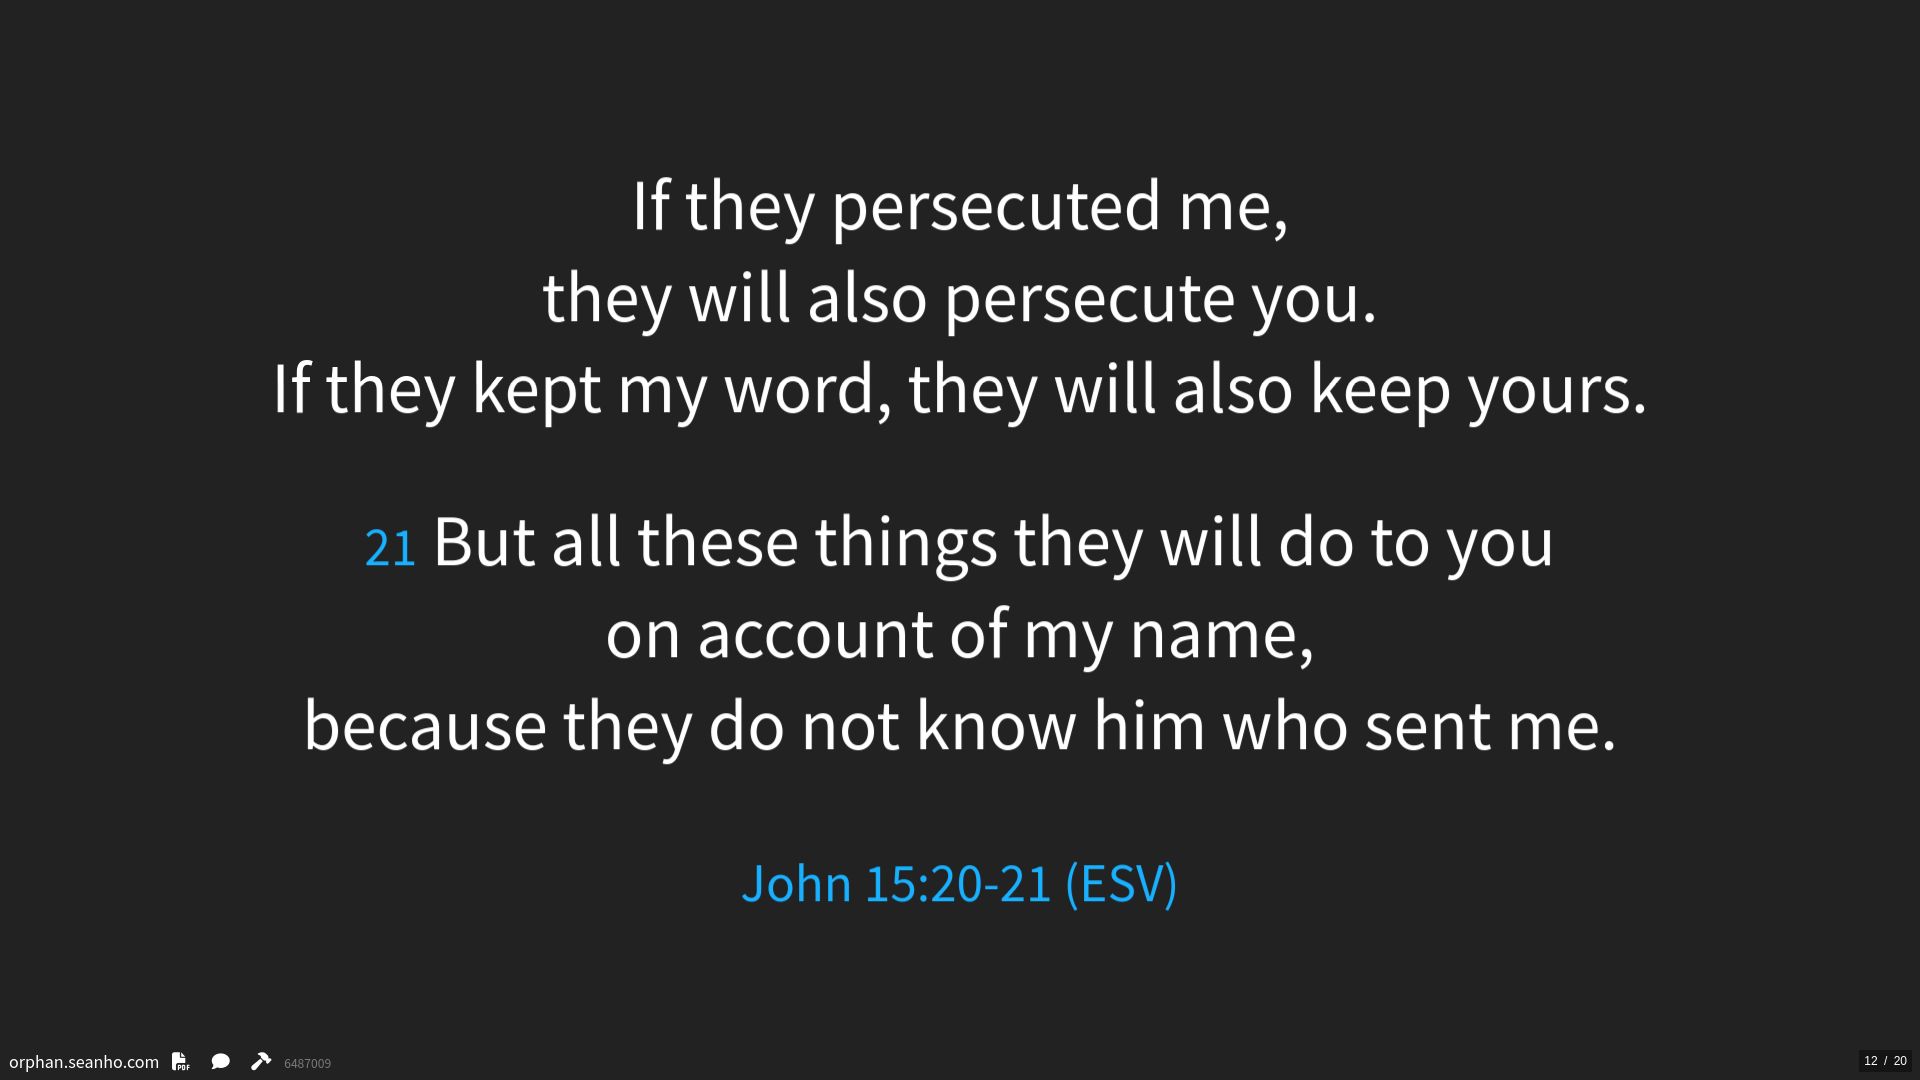 If they persecuted me,
they will also persecute you.
If they kept my word, they will also keep yours.
21 But all these things they will do to you
on account of my name,
because they do not know him who sent me.
John 15:20-21 (ESV)
orphan.seanho.com PDF 6487009
12 / 20